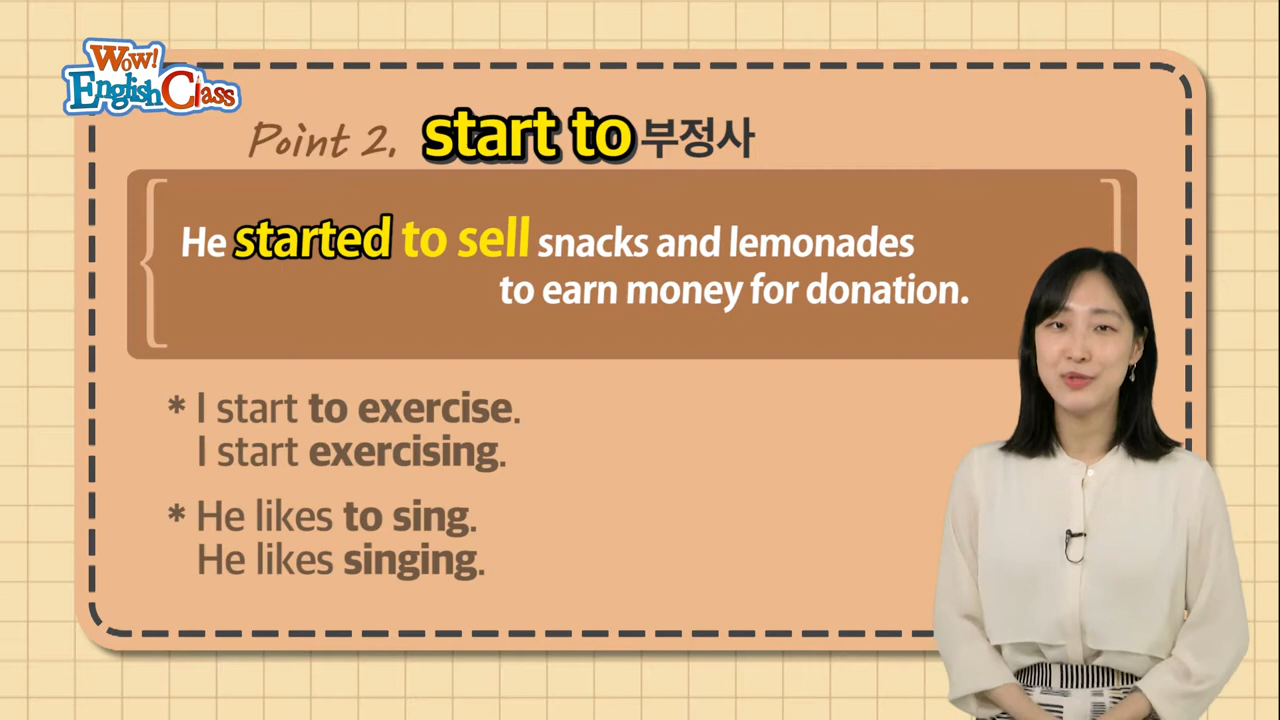 Wow!
English Class
Point 2. start to 부정사
He started to sell snacks and lemonades
to earn money for donation.
* I start to exercise.
I start exercising.
* He likes to sing.
He likes singing.